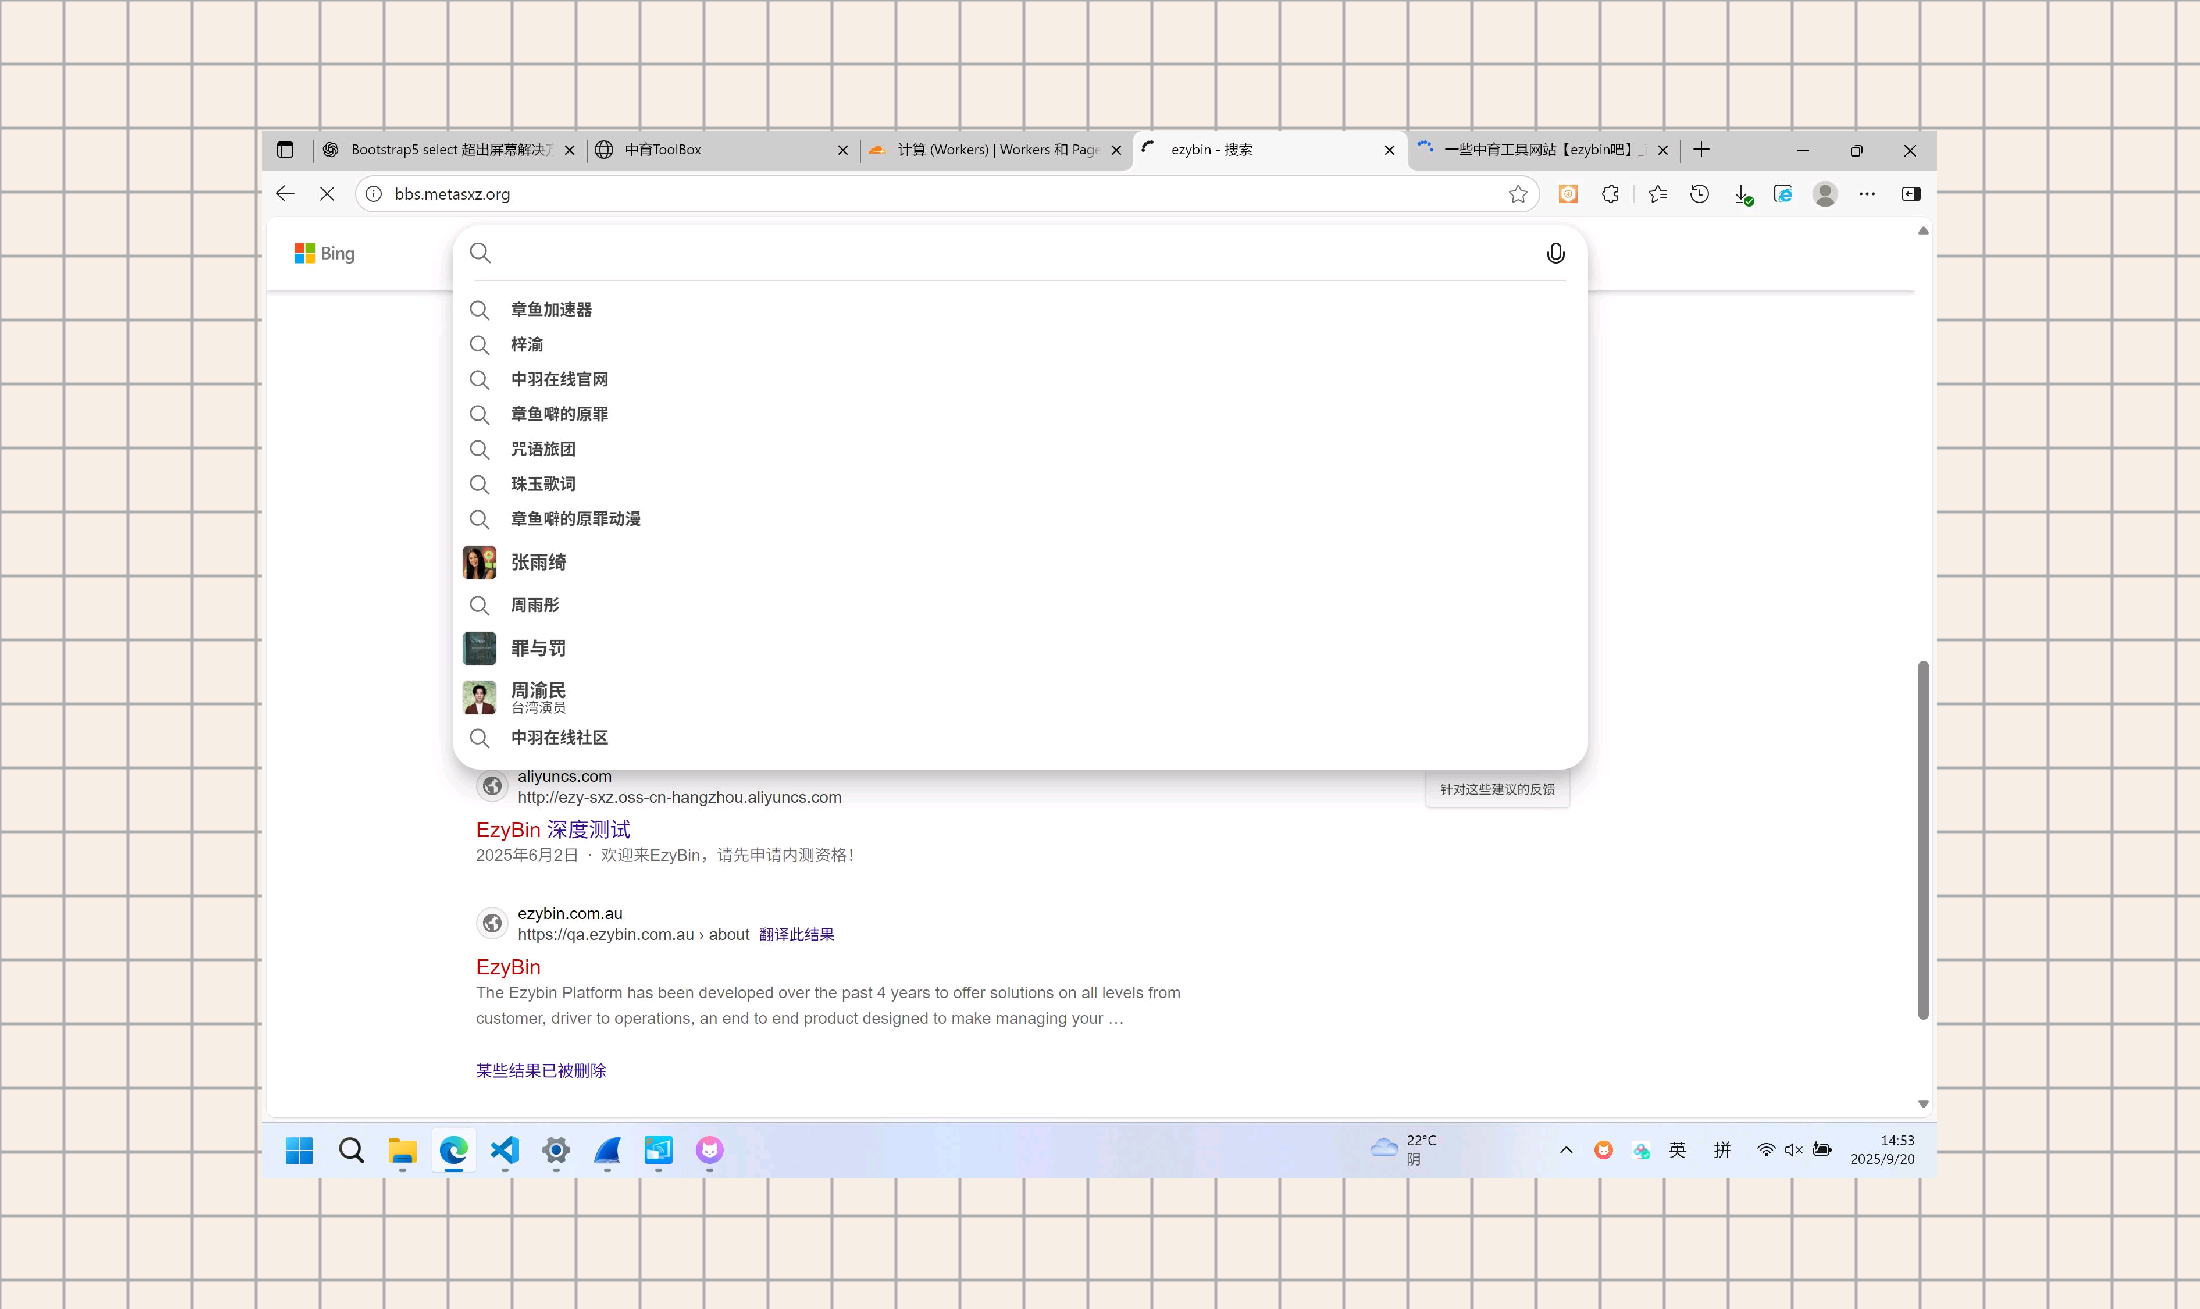 Bootstrap5 select 超出屏幕解决方
中育ToolBox
计算 (Workers) | Workers 和 Page
ezybin - 搜索
一些中育工具网站【ezybin吧】_
bbs.metasxz.org
Bing
章鱼加速器
梓渝
中羽在线官网
章鱼噼的原罪
咒语旅团
珠玉歌词
章鱼噼的原罪动漫
张雨绮
周雨彤
罪与罚
周渝民
台湾演员
中羽在线社区
aliyuncs.com
http://ezy-sxz.oss-cn-hangzhou.aliyuncs.com
针对这些建议的反馈
EzyBin 深度测试
2025年6月2日 · 欢迎来EzyBin，请先申请内测资格！
ezybin.com.au
https://qa.ezybin.com.au › about 翻译此结果
EzyBin
The Ezybin Platform has been developed over the past 4 years to offer solutions on all levels from
customer, driver to operations, an end to end product designed to make managing your …
某些结果已被删除
22°C
阴
英
拼
14:53
2025/9/20